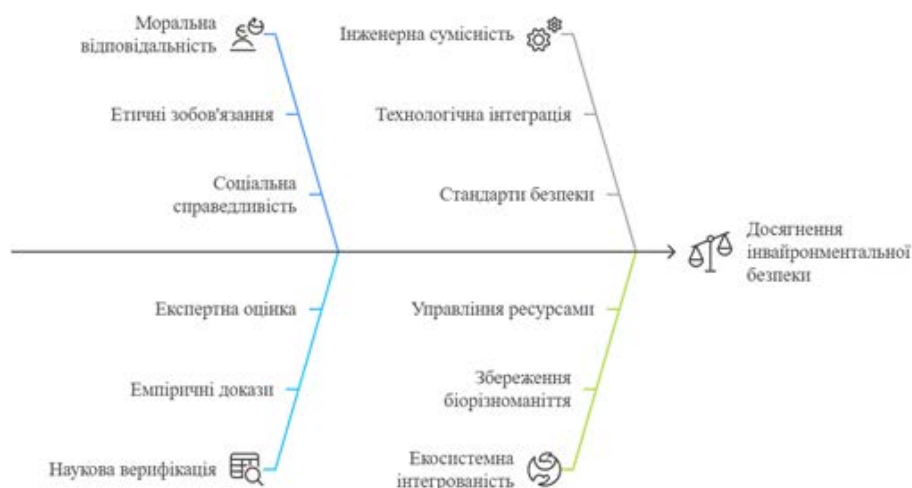 Моральна
відповідальність
Етичні зобов'язання
Соціальна
справедливість
Інженерна сумісність
Технологічна інтеграція
Стандарти безпеки
Досягнення
інвайронментальної
безпеки
Експертна оцінка
Емпіричні докази
Наукова верифікація
Управління ресурсами
Збереження
біорізноманіття
Екосистемна
інтегрованість